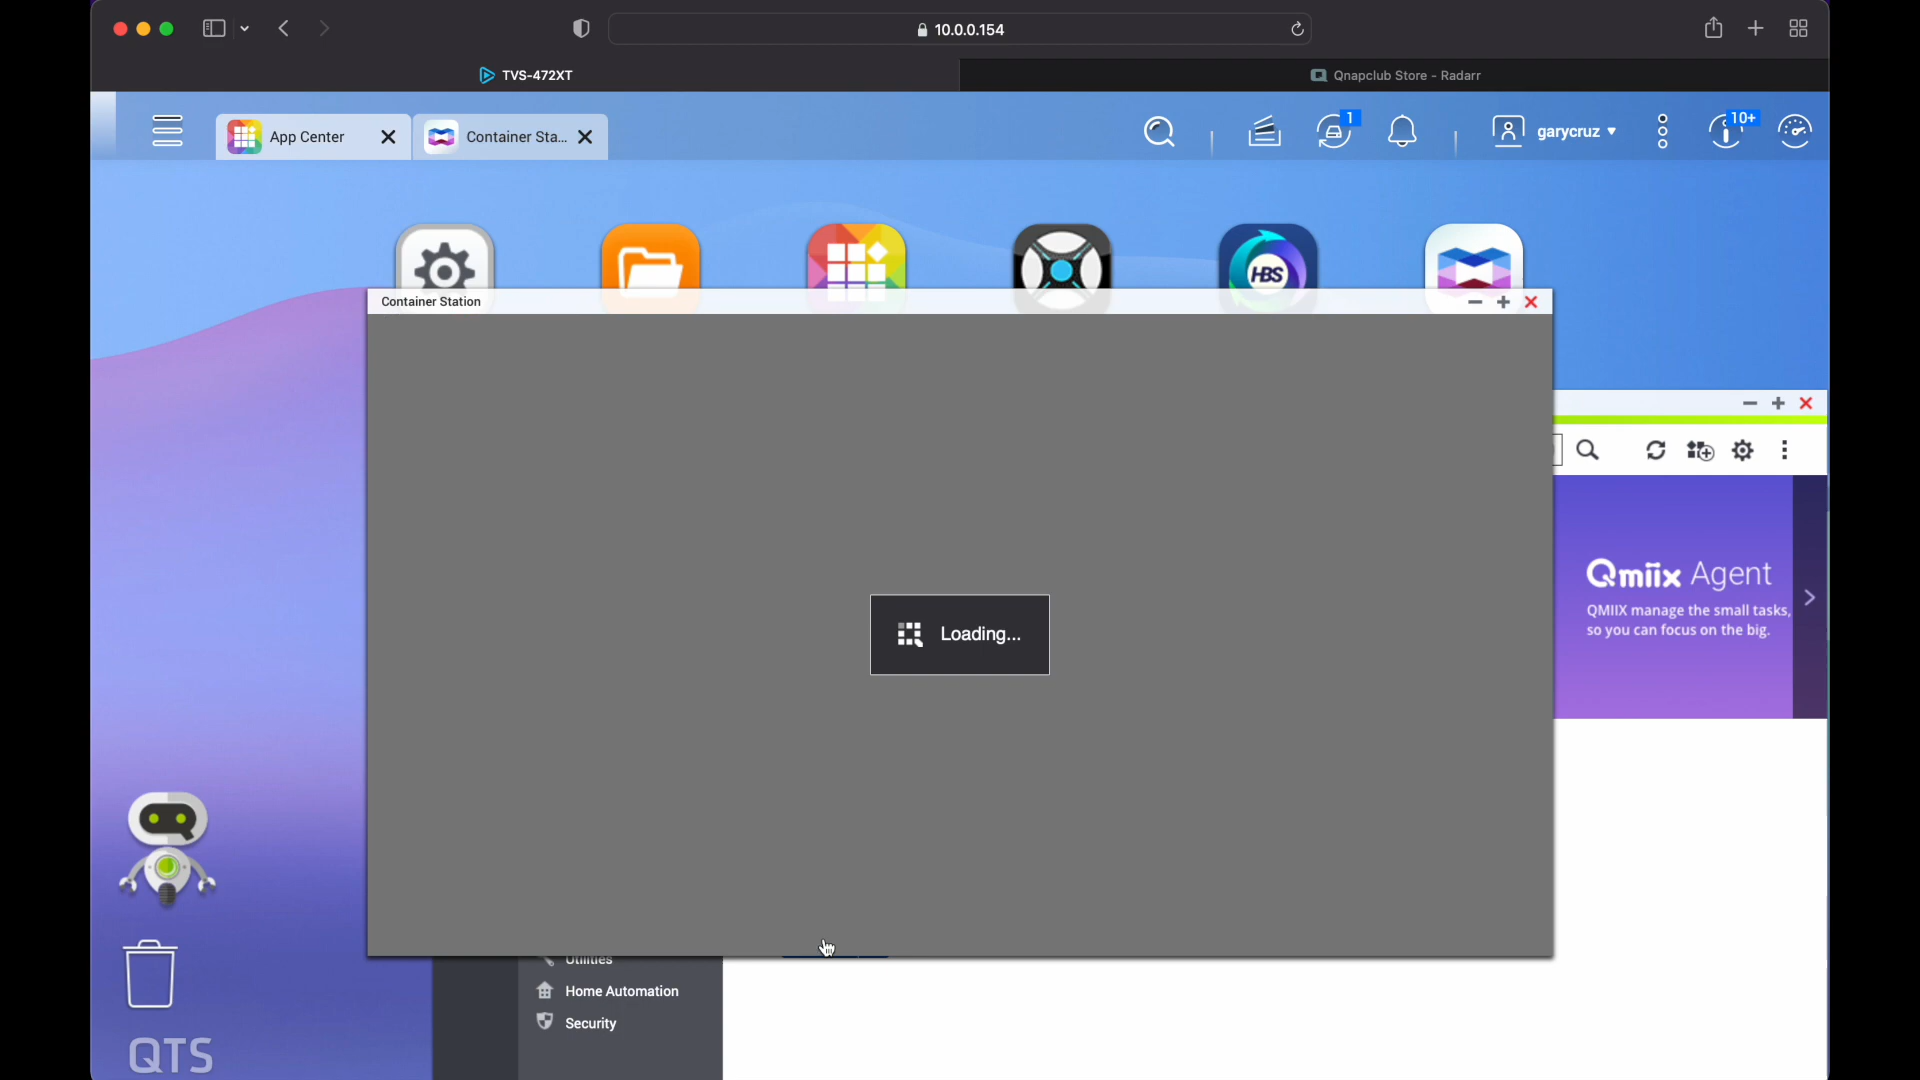 10.0.0.154
TVS-472XT
Qnapclub Store - Radarr
App Center
Container Sta...
1
garycruz
10+
HBS
Container Station
Qmiix Agent
QMIIX manage the small tasks,
so you can focus on the big.
Loading...
Utilities
Home Automation
Security
QTS